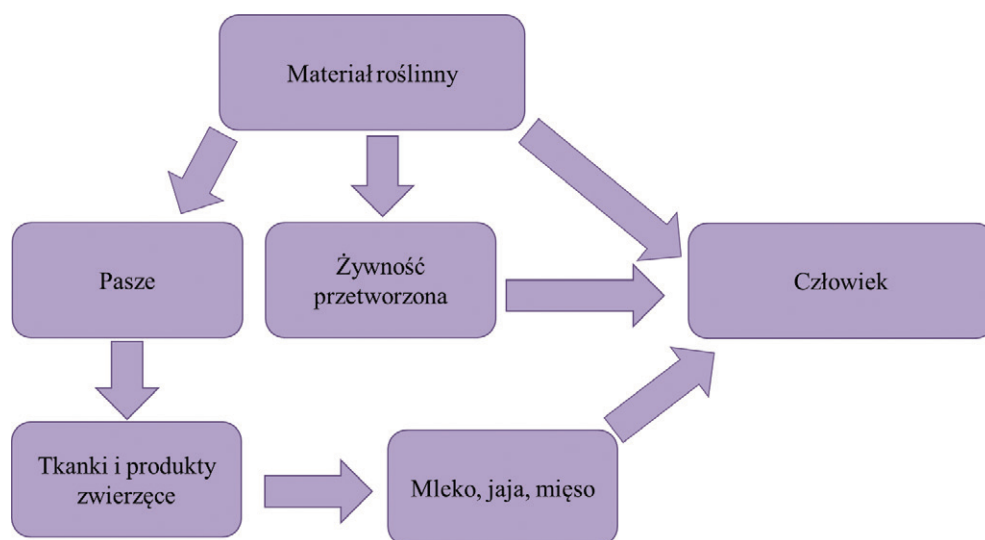 Materiał roślinny
Pasze
Żywność
przetworzona
Człowiek
Tkanki i produkty
zwierzęce
Mleko, jaja, mięso